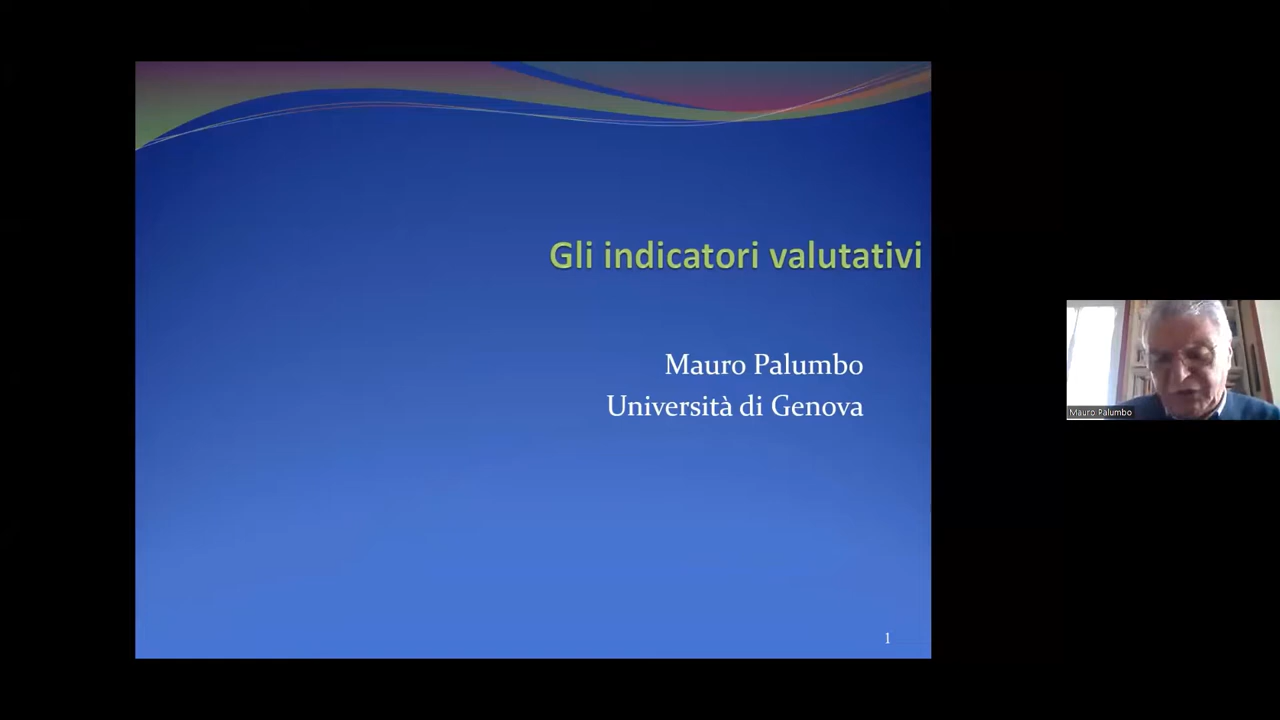 Gli indicatori valutativi
Mauro Palumbo
Università di Genova
Mauro Palumbo
1